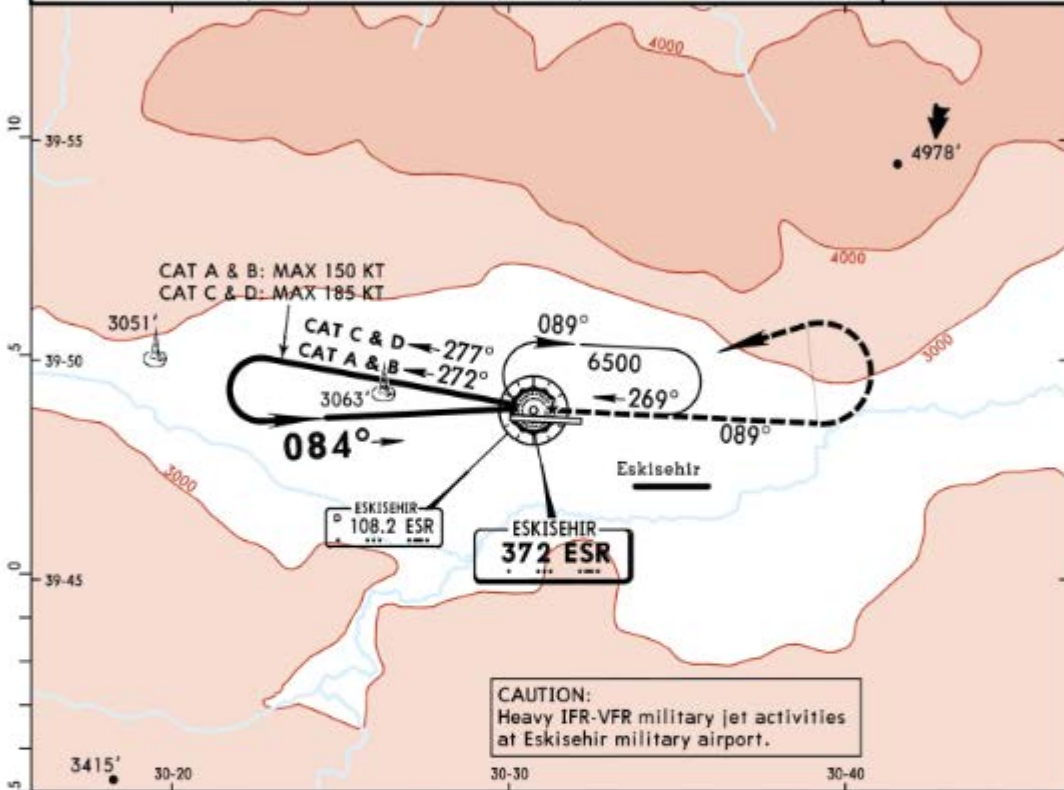 4000
10
39-55
4978'
4000
CAT A & B: MAX 150 KT
CAT C & D: MAX 185 KT
3051'
CAT C & D 277°
CAT A & B 272°
089°
6500
3000
5
39-50
269°
3063'
084°
089°
3000
Eskisehir
ESKISEHIR
D 108.2 ESR
ESKISEHIR
372 ESR
0
39-45
CAUTION:
Heavy IFR-VFR military jet activities
at Eskisehir military airport.
3415'
5
30-20
30-30
30-40